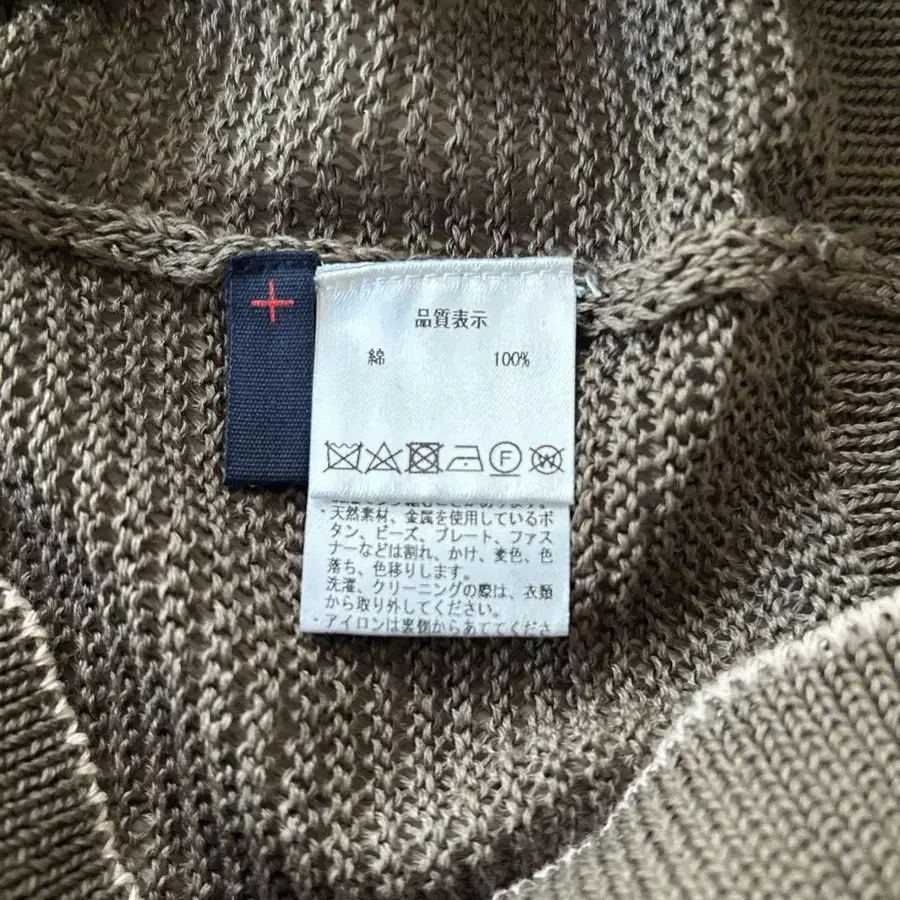 品質表示
綿 100%
F
W
・天然素材、金属を使用しているボ
タン、ビーズ、プレート、ファス
ナーなどは割れ、かけ、変色、色
落ち、色移りします。
洗濯、クリーニングの際は、衣類
から取り外してください。
・アイロンは裏側からあててくださ